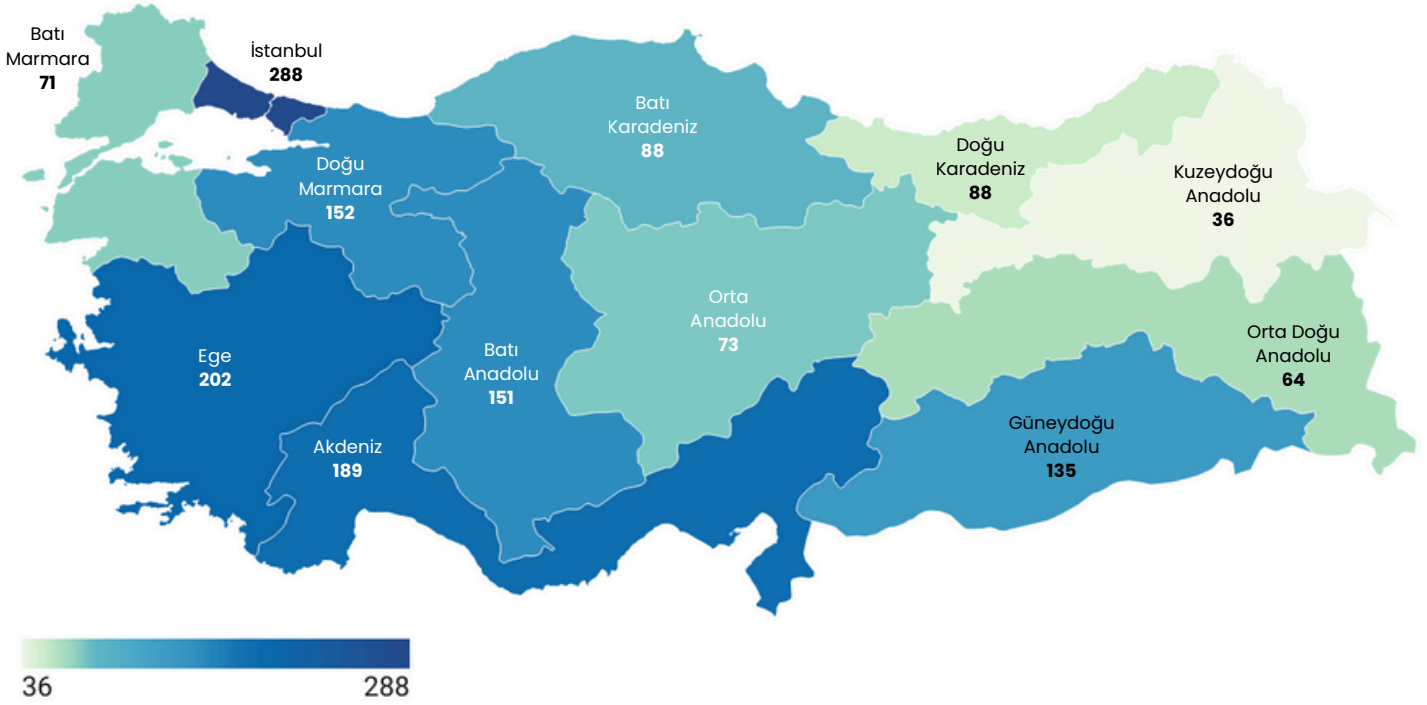 Batı
Marmara
71
İstanbul
288
Batı
Karadeniz
88
Doğu
Karadeniz
88
Kuzeydoğu
Anadolu
36
Doğu
Marmara
152
Orta
Anadolu
73
Orta Doğu
Anadolu
64
Ege
202
Batı
Anadolu
151
Güneydoğu
Anadolu
135
Akdeniz
189
36
288